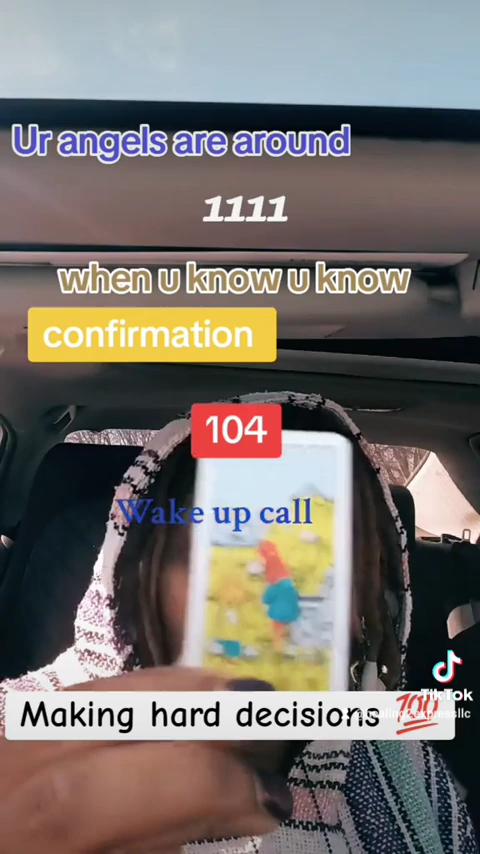 Ur angels are around
1111
when u know u know
confirmation
104
Wake up call
Making hard decisions 💯
TikTok